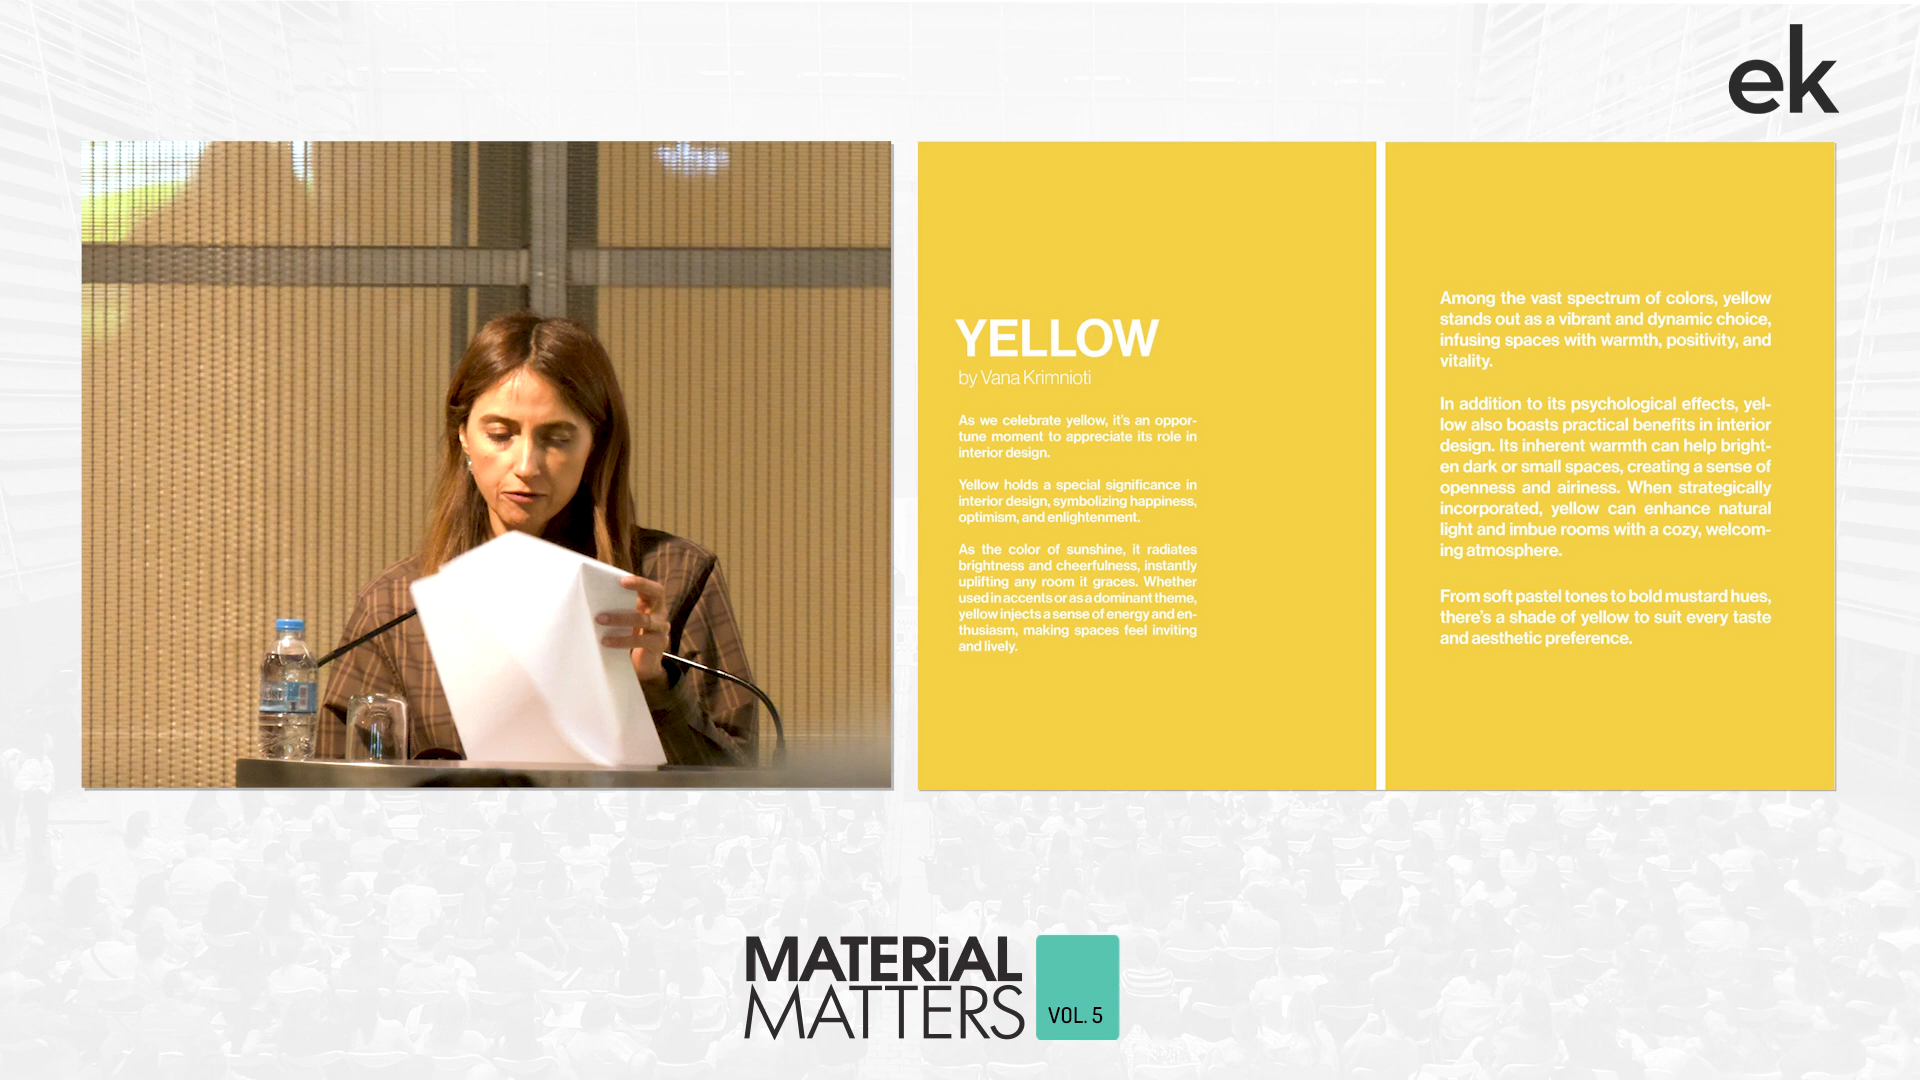 ek
YELLOW
by Vana Krimnioti
As we celebrate yellow, it's an oppor-
tune moment to appreciate its role in
interior design.
Yellow holds a special significance in
interior design, symbolizing happiness,
optimism, and enlightenment.
As the color of sunshine, it radiates
brightness and cheerfulness, instantly
uplifting any room it graces. Whether
used in accents or as a dominant theme,
yellow injects a sense of energy and en-
thusiasm, making spaces feel inviting
and lively.
Among the vast spectrum of colors, yellow
stands out as a vibrant and dynamic choice,
infusing spaces with warmth, positivity, and
vitality.
In addition to its psychological effects, yel-
low also boasts practical benefits in interior
design. Its inherent warmth can help bright-
en dark or small spaces, creating a sense of
openness and airiness. When strategically
incorporated, yellow can enhance natural
light and imbue rooms with a cozy, welcom-
ing atmosphere.
From soft pastel tones to bold mustard hues,
there's a shade of yellow to suit every taste
and aesthetic preference.
MATERiAL
MATTERS
VOL. 5